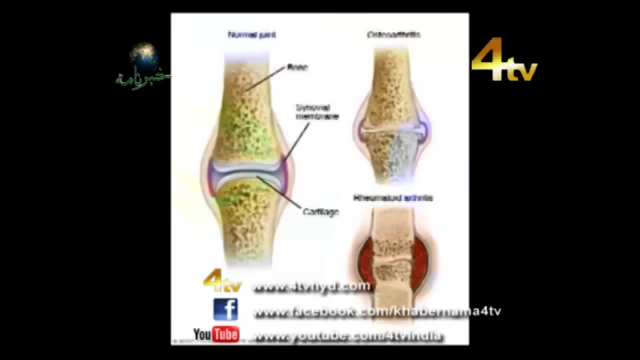 Normal joint
Osteoarthritis
Bone
Synovial
membrane
Cartilage
Rheumatoid arthritis
خبرنامہ
4tv
4tv www.4tvhyd.com
www.facebook.com/khabernama4tv
YouTube www.youtube.com/4tvindia